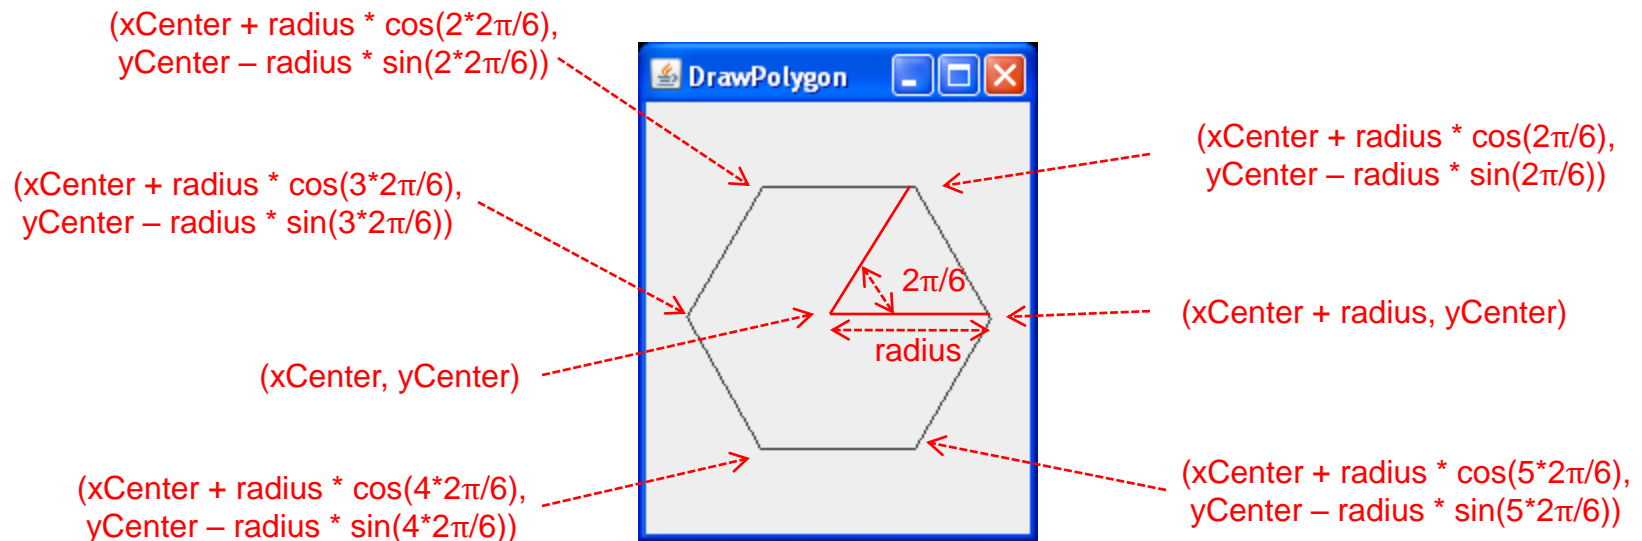 (xCenter + radius * cos(2*2π/6),
yCenter – radius * sin(2*2π/6))
DrawPolygon
(xCenter + radius * cos(2π/6),
yCenter – radius * sin(2π/6))
(xCenter + radius * cos(3*2π/6),
yCenter – radius * sin(3*2π/6))
2π/6
(xCenter + radius, yCenter)
radius
(xCenter, yCenter)
(xCenter + radius * cos(4*2π/6),
yCenter – radius * sin(4*2π/6))
(xCenter + radius * cos(5*2π/6),
yCenter – radius * sin(5*2π/6))